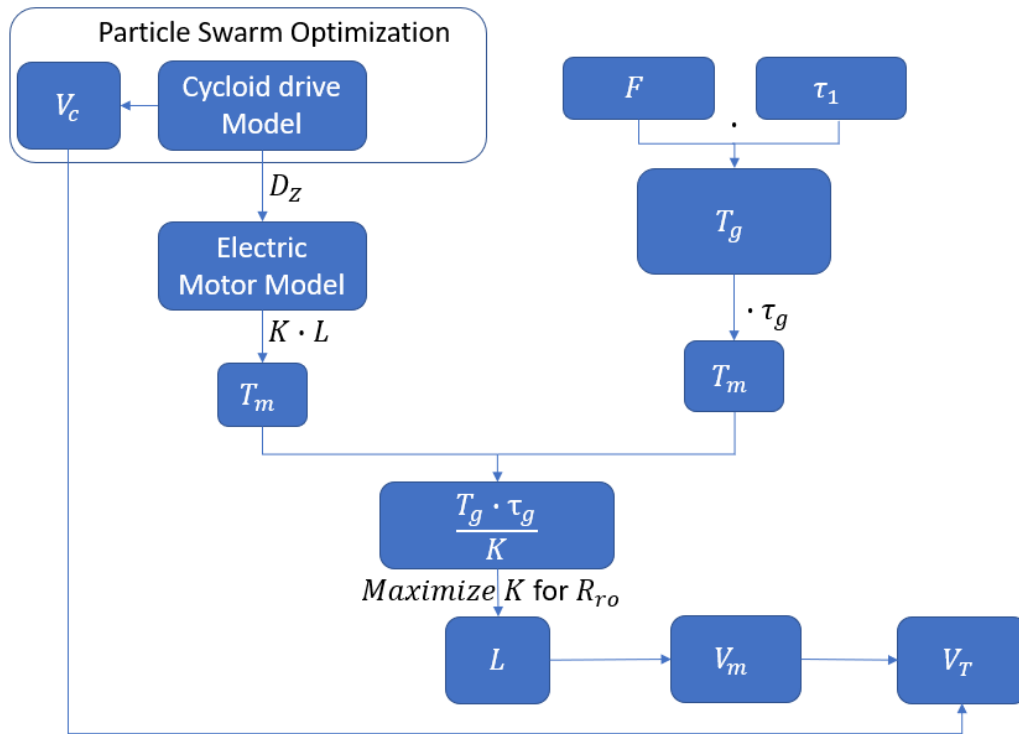 Particle Swarm Optimization
V_c
Cycloid drive
Model
F
τ_1
·
D_Z
T_g
Electric
Motor Model
· τ_g
K · L
T_m
T_m
T_g · τ_g
K
Maximize K for R_ro
L
V_m
V_T